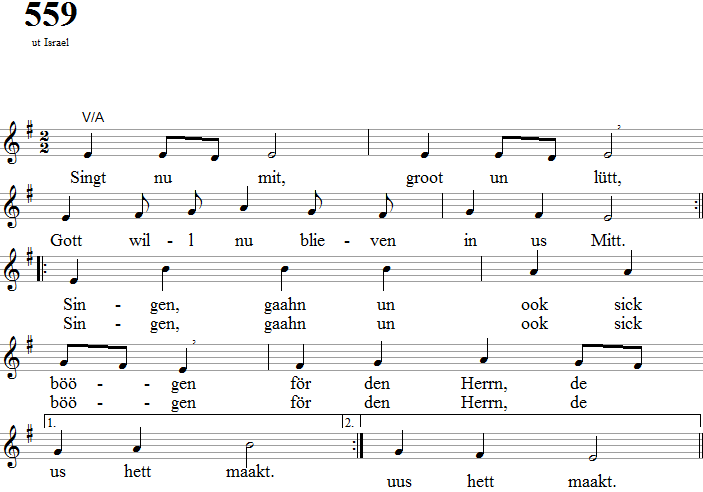 559
ut Israel
V/A
Singt nu mit, groot un lütt,
Gott wil - l nu blie - ven in us Mitt.
Sin - gen, gaahn un ook sick
Sin - gen, gaahn un ook sick
böö - - gen för den Herrn, de
böö - - gen för den Herrn, de
1. 2.
us hett maakt.
uus hett maakt.